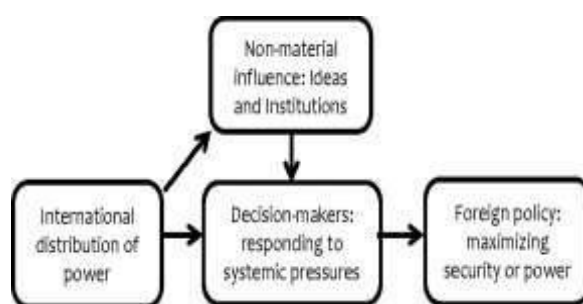 Non-material
influence: Ideas
and Institutions
International
distribution of
power
Decision-makers:
responding to
systemic pressures
Foreign policy:
maximizing
security or power